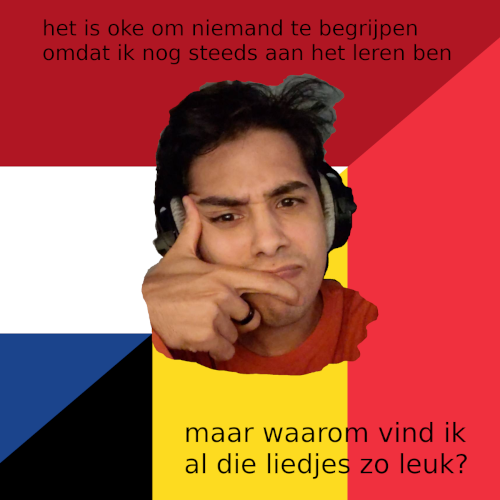 het is oke om niemand te begrijpen
omdat ik nog steeds aan het leren ben
maar waarom vind ik
al die liedjes zo leuk?